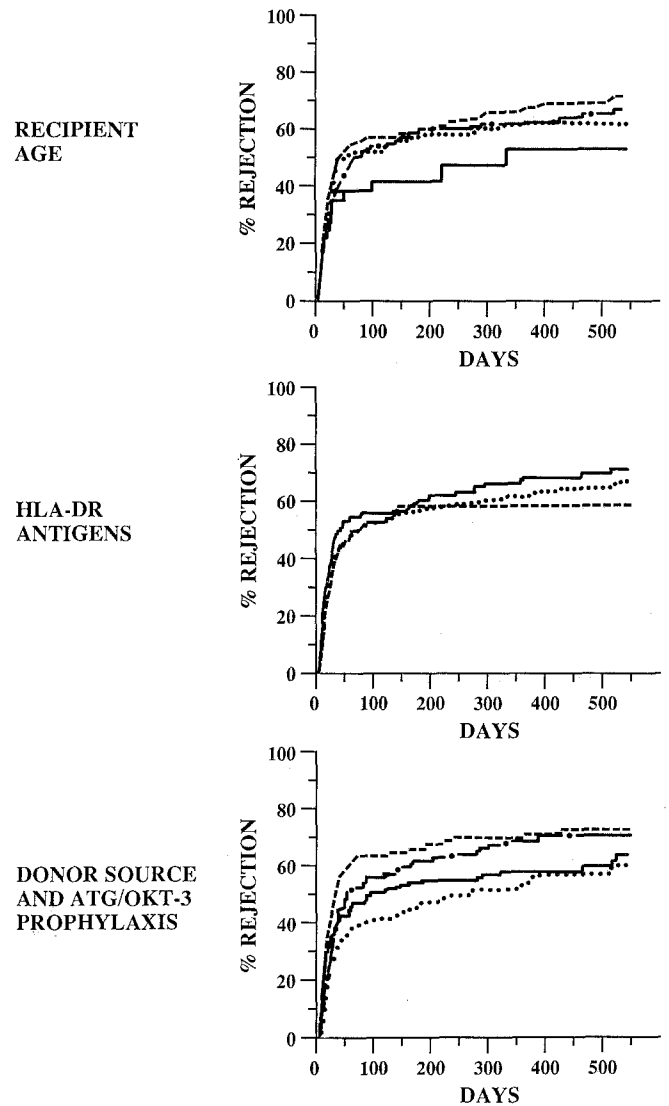 RECIPIENT
AGE
% REJECTION
100
80
60
40
20
0
0 100 200 300 400 500
DAYS
HLA-DR
ANTIGENS
% REJECTION
100
80
60
40
20
0
0 100 200 300 400 500
DAYS
DONOR SOURCE
AND ATG/OKT-3
PROPHYLAXIS
% REJECTION
100
80
60
40
20
0
0 100 200 300 400 500
DAYS